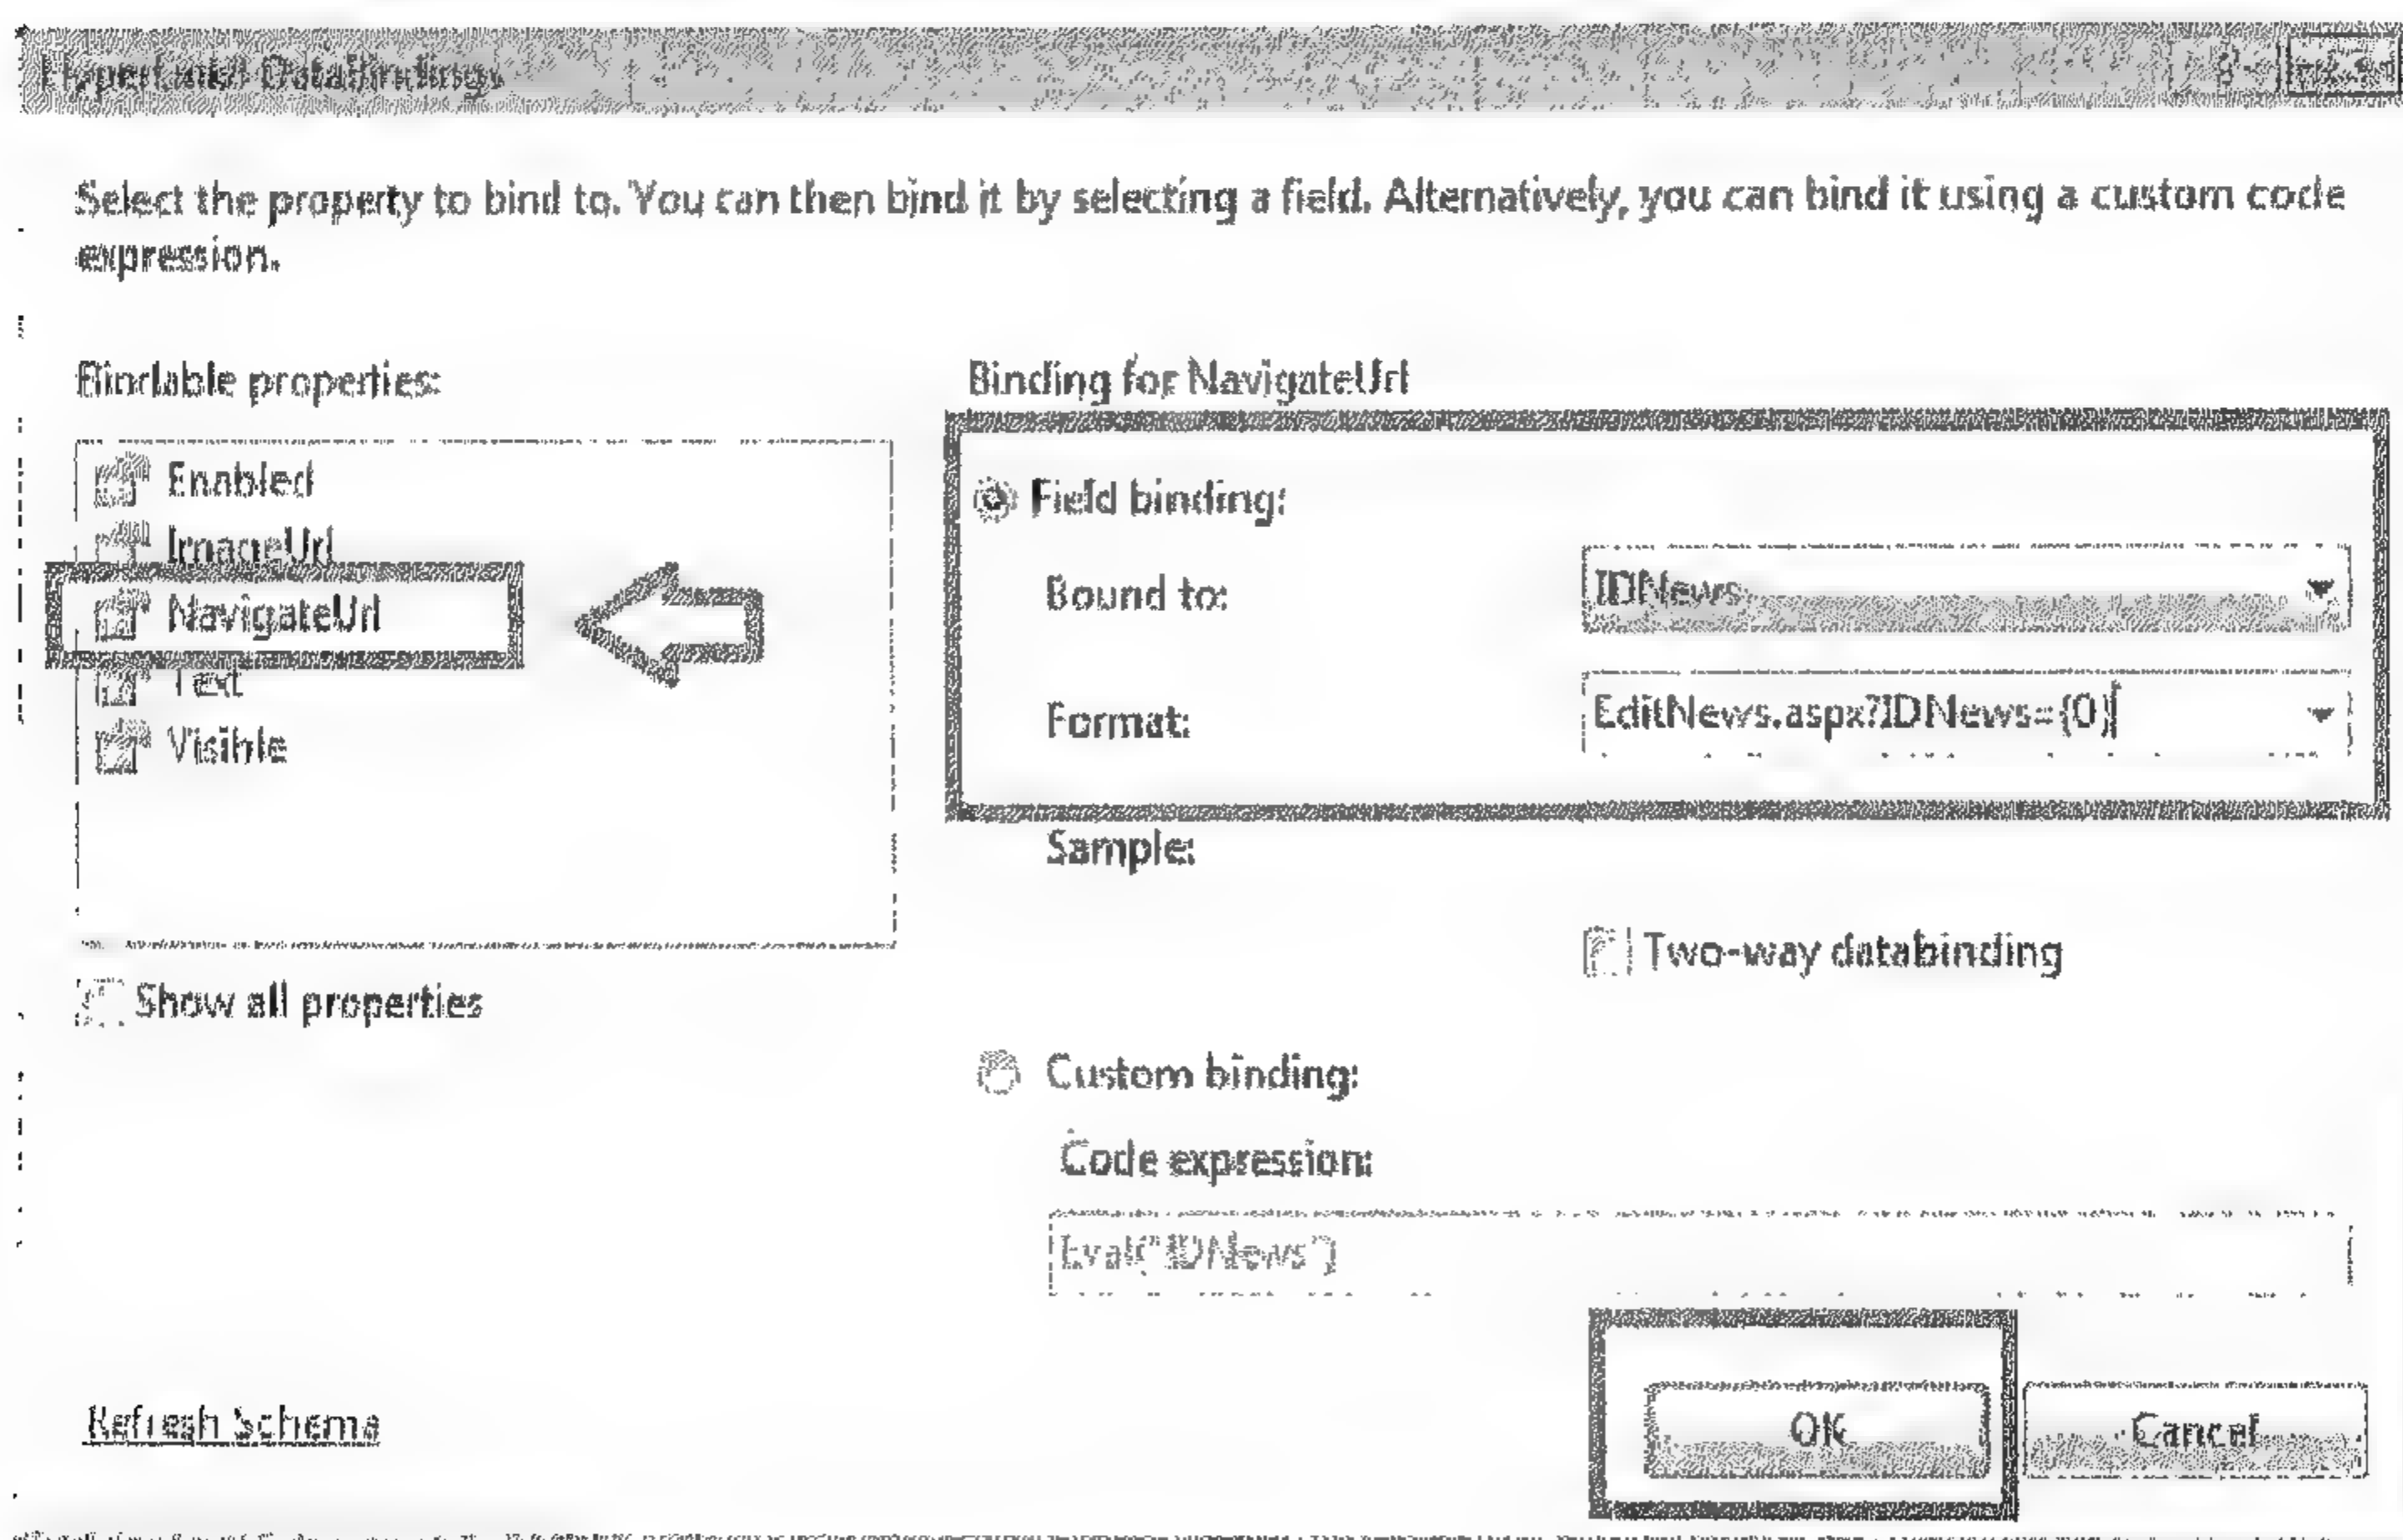 HyperLink1 DataBindings
Select the property to bind to. You can then bind it by selecting a field. Alternatively, you can bind it using a custom code
expression.
Bindable properties:
Enabled
ImageUrl
NavigateUrl
Text
Visible
Show all properties
Binding for NavigateUrl
Field binding:
Bound to:
IDNews
Format:
EditNews.aspx?IDNews={0}
Sample:
Two-way databinding
Custom binding:
Code expression:
Eval("IDNews")
Refresh Schema
OK
Cancel